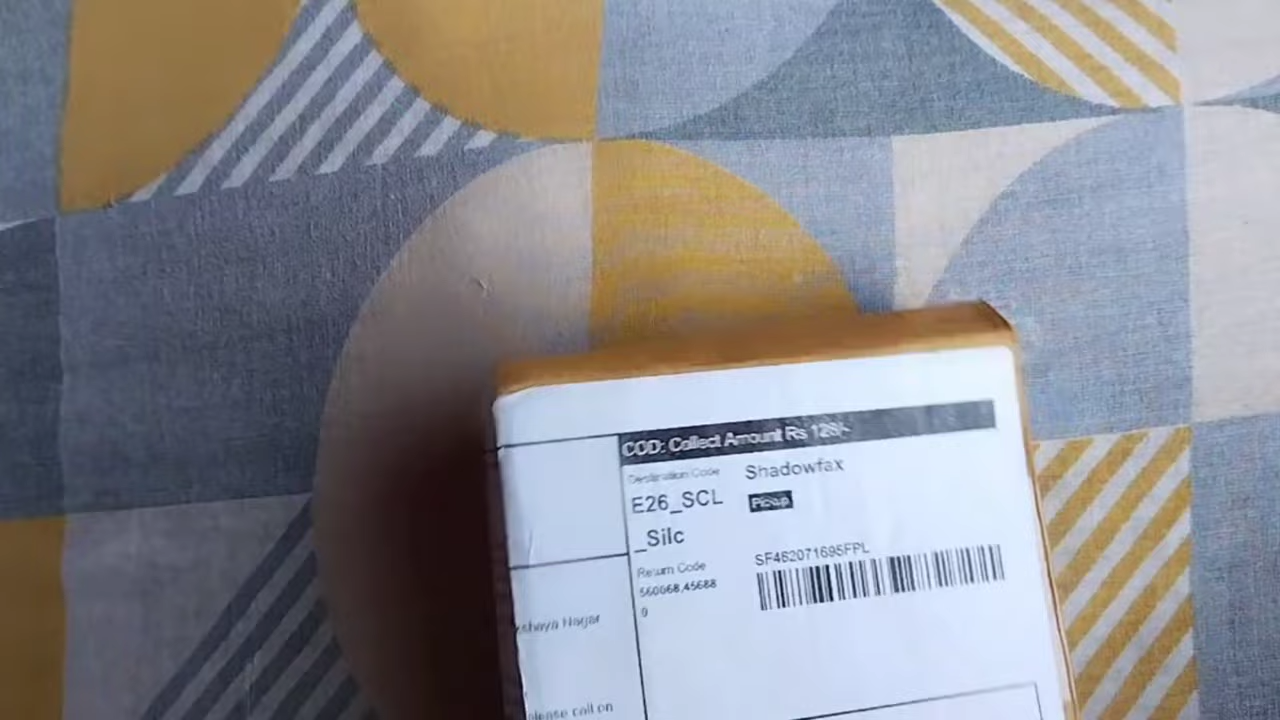 COD: Collect Amount Rs 128/-
Destination Code
E26_SCL
_Silc
Shadowfax
Pickup
Return Code
560068,45688
9
SF462071695FPL
kshaya Nagar
please call on